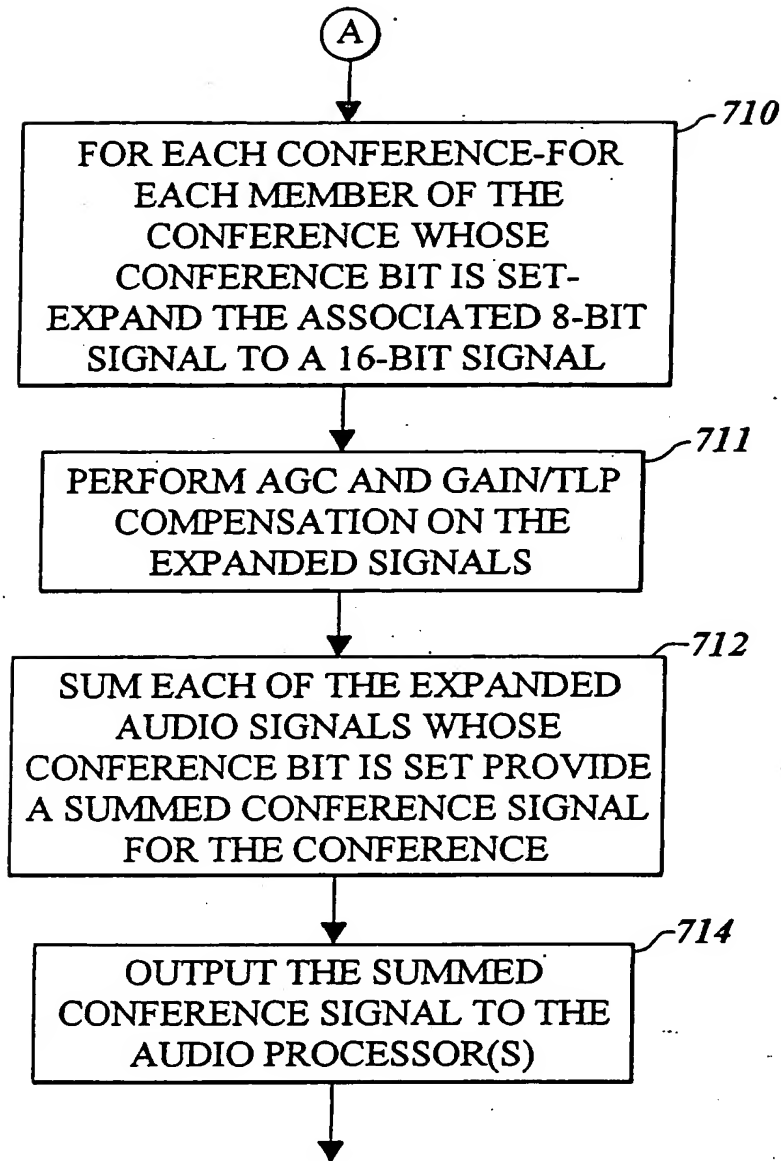 A
710
FOR EACH CONFERENCE-FOR
EACH MEMBER OF THE
CONFERENCE WHOSE
CONFERENCE BIT IS SET-
EXPAND THE ASSOCIATED 8-BIT
SIGNAL TO A 16-BIT SIGNAL
711
PERFORM AGC AND GAIN/TLP
COMPENSATION ON THE
EXPANDED SIGNALS
712
SUM EACH OF THE EXPANDED
AUDIO SIGNALS WHOSE
CONFERENCE BIT IS SET PROVIDE
A SUMMED CONFERENCE SIGNAL
FOR THE CONFERENCE
714
OUTPUT THE SUMMED
CONFERENCE SIGNAL TO THE
AUDIO PROCESSOR(S)